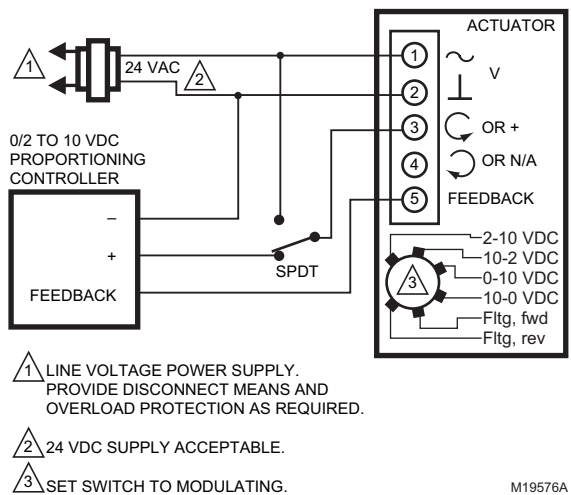 ACTUATOR
1
24 VAC
2
1
V
2
0/2 TO 10 VDC
PROPORTIONING
CONTROLLER
3
OR +
4
OR N/A
5
FEEDBACK
–
+
FEEDBACK
SPDT
3
2-10 VDC
10-2 VDC
0-10 VDC
10-0 VDC
Fltg, fwd
Fltg, rev
1 LINE VOLTAGE POWER SUPPLY.
PROVIDE DISCONNECT MEANS AND
OVERLOAD PROTECTION AS REQUIRED.
2 24 VDC SUPPLY ACCEPTABLE.
3 SET SWITCH TO MODULATING.
M19576A